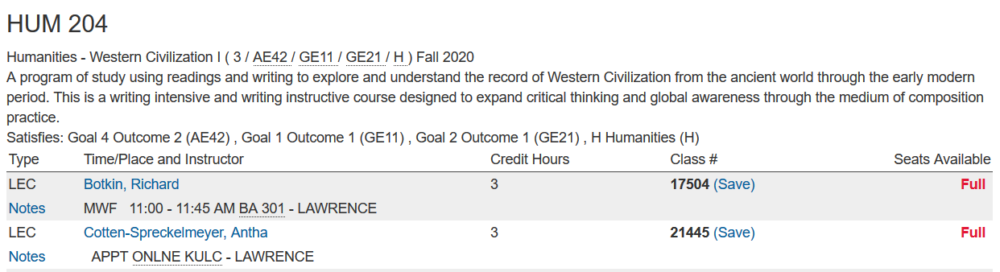 HUM 204
Humanities - Western Civilization I ( 3 / AE42 / GE11 / GE21 / H ) Fall 2020
A program of study using readings and writing to explore and understand the record of Western Civilization from the ancient world through the early modern
period. This is a writing intensive and writing instructive course designed to expand critical thinking and global awareness through the medium of composition
practice.
Satisfies: Goal 4 Outcome 2 (AE42) , Goal 1 Outcome 1 (GE11) , Goal 2 Outcome 1 (GE21) , H Humanities (H)
Type Time/Place and Instructor Credit Hours Class # Seats Available
LEC Botkin, Richard 3 17504 (Save) Full
Notes MWF 11:00 - 11:45 AM BA 301 - LAWRENCE
LEC Cotten-Spreckelmeyer, Antha 3 21445 (Save) Full
Notes APPT ONLNE KULC - LAWRENCE